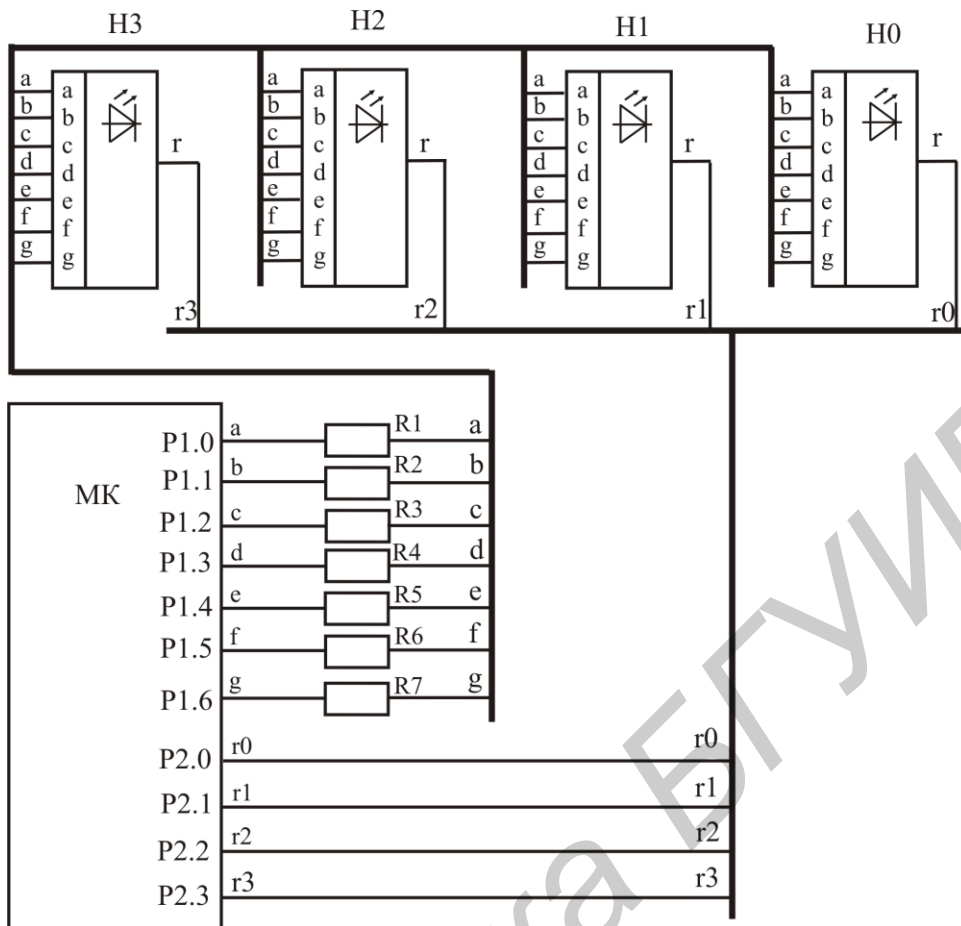 H3 H2 H1 H0
a a a a
a a a a
b b b b
b b b b
c c c c
c c c c
r r r r
d d d d
d d d d
e e e e
e e e e
f f f f
f f f f
g g g g
g g g g
r3 r2 r1 r0
P1.0 a R1 a
P1.1 b R2 b
МК
P1.2 c R3 c
P1.3 d R4 d
P1.4 e R5 e
P1.5 f R6 f
P1.6 g R7 g
P2.0 r0 r0
P2.1 r1 r1
P2.2 r2 r2
P2.3 r3 r3